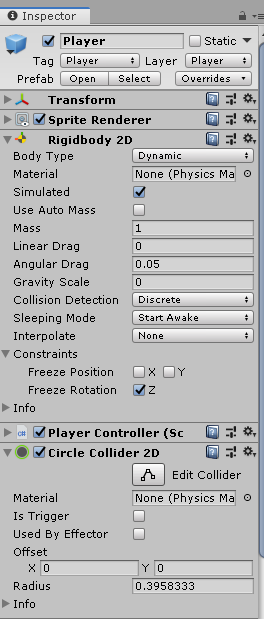 Inspector
Player Static
Tag Player Layer Player
Prefab Open Select Overrides
Transform
Sprite Renderer
Rigidbody 2D
Body Type Dynamic
Material None (Physics Ma
Simulated
Use Auto Mass
Mass 1
Linear Drag 0
Angular Drag 0.05
Gravity Scale 0
Collision Detection Discrete
Sleeping Mode Start Awake
Interpolate None
Constraints
Freeze Position X Y
Freeze Rotation Z
Info
Player Controller (Sc
Circle Collider 2D
Edit Collider
Material None (Physics Ma
Is Trigger
Used By Effector
Offset
X 0 Y 0
Radius 0.3958333
Info